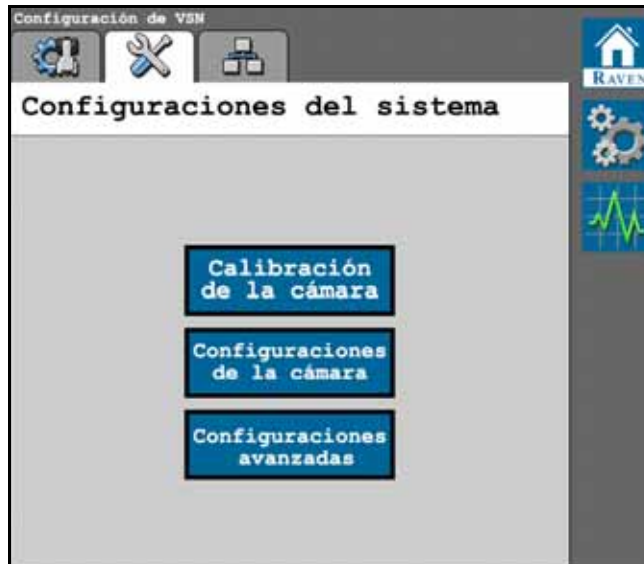 Configuración de VSN
RAVEN
Configuraciones del sistema
Calibración
de la cámara
Configuraciones
de la cámara
Configuraciones
avanzadas